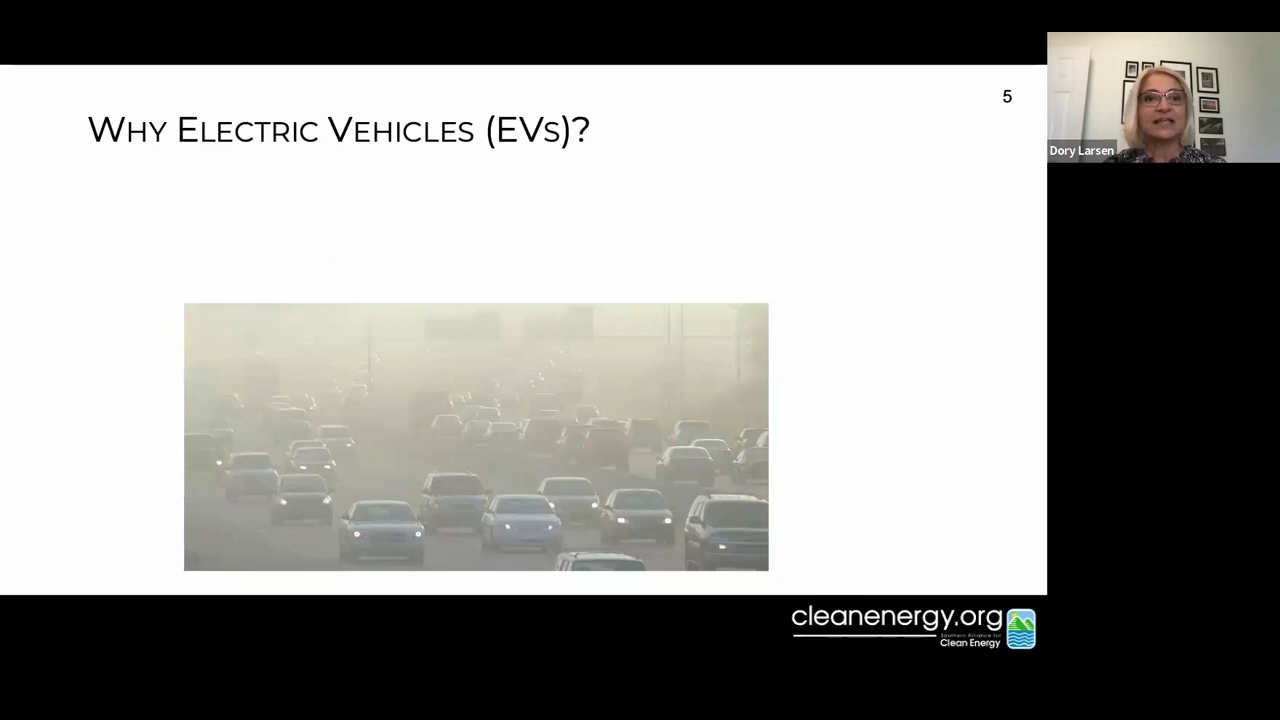 5
Why Electric Vehicles (EVs)?
Dory Larsen
cleanenergy.org
Southern Alliance for
Clean Energy